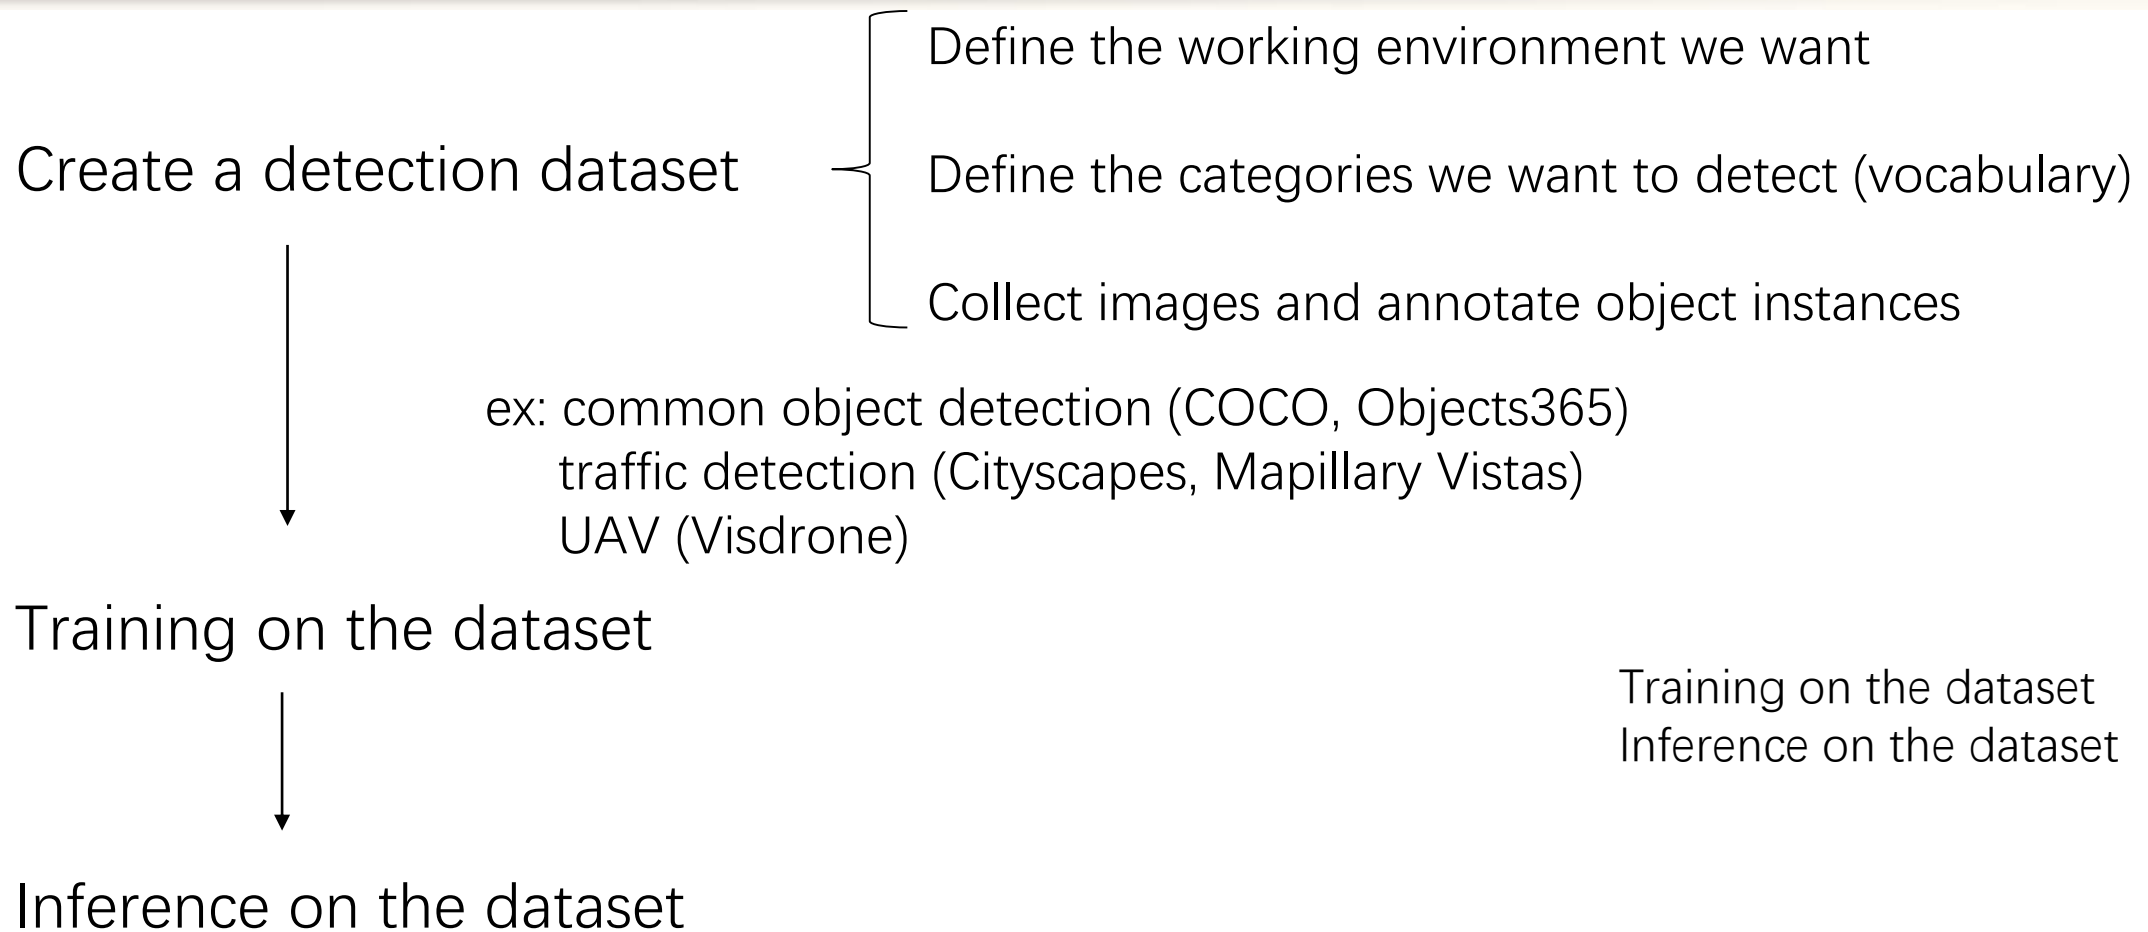 Define the working environment we want
Create a detection dataset
Define the categories we want to detect (vocabulary)
Collect images and annotate object instances
ex: common object detection (COCO, Objects365)
traffic detection (Cityscapes, Mapillary Vistas)
UAV (Visdrone)
Training on the dataset
Training on the dataset
Inference on the dataset
Inference on the dataset